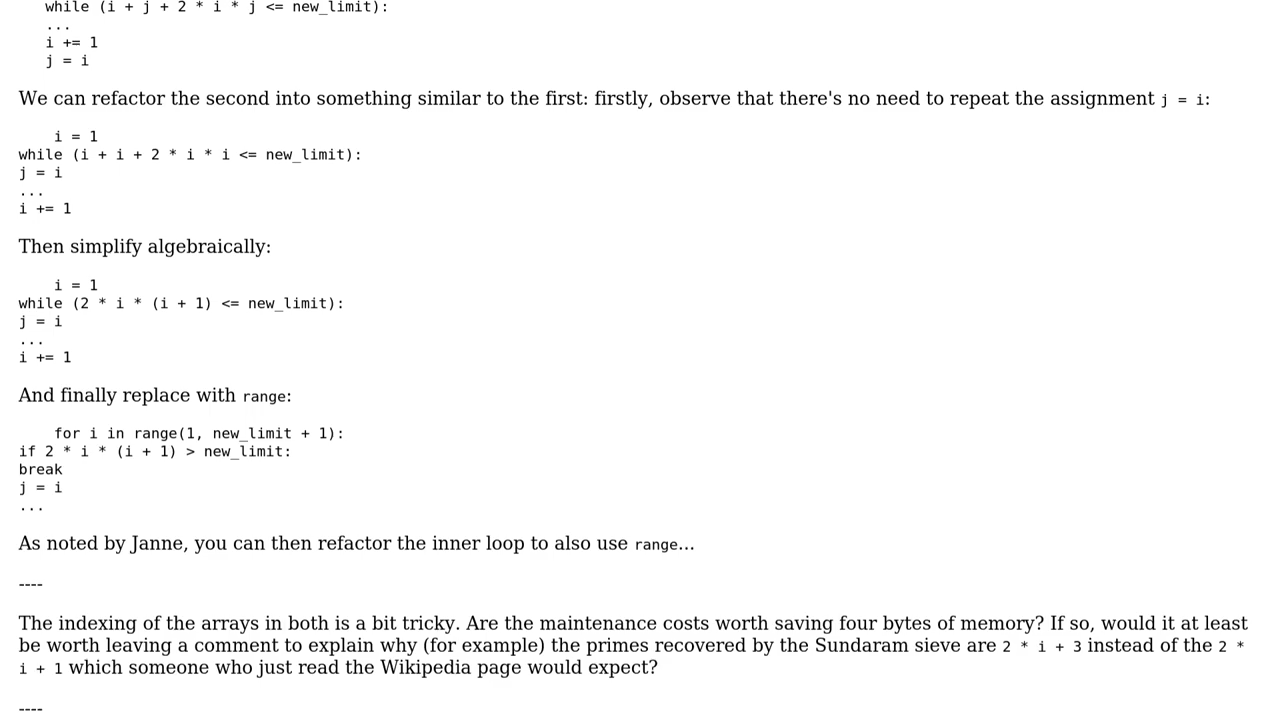 while (i + j + 2 * i * j <= new_limit):
...
i += 1
j = i
We can refactor the second into something similar to the first: firstly, observe that there's no need to repeat the assignment j = i:
i = 1
while (i + i + 2 * i * i <= new_limit):
j = i
...
i += 1
Then simplify algebraically:
i = 1
while (2 * i * (i + 1) <= new_limit):
j = i
...
i += 1
And finally replace with range:
for i in range(1, new_limit + 1):
if 2 * i * (i + 1) > new_limit:
break
j = i
...
As noted by Janne, you can then refactor the inner loop to also use range...
----
The indexing of the arrays in both is a bit tricky. Are the maintenance costs worth saving four bytes of memory? If so, would it at least
be worth leaving a comment to explain why (for example) the primes recovered by the Sundaram sieve are 2 * i + 3 instead of the 2 *
i + 1 which someone who just read the Wikipedia page would expect?
----